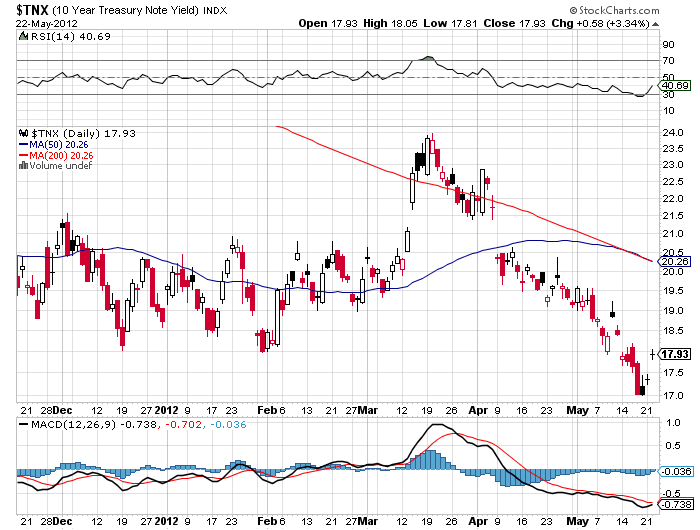 $TNX (10 Year Treasury Note Yield) INDX © StockCharts.com
22-May-2012 Open 17.93 High 18.05 Low 17.81 Close 17.93 Chg +0.58 (+3.34%)
RSI(14) 40.69
90
70
50
40.69
30
10
$TNX (Daily) 17.93
MA(50) 20.26
MA(200) 20.26
Volume undef
24.0
23.5
23.0
22.5
22.0
21.5
21.0
20.5
20.26
20.0
19.5
19.0
18.5
17.93
17.5
17.0
21 28 Dec 12 19 27 2012 9 17 23 Feb 6 13 21 27 Mar 12 19 26 Apr 9 16 23 May 7 14 21
MACD(12,26,9) -0.738, -0.702, -0.036
1.0
0.5
-0.036
-0.5
-0.738
21 28 Dec 12 19 27 2012 9 17 23 Feb 6 13 21 27 Mar 12 19 26 Apr 9 16 23 May 7 14 21